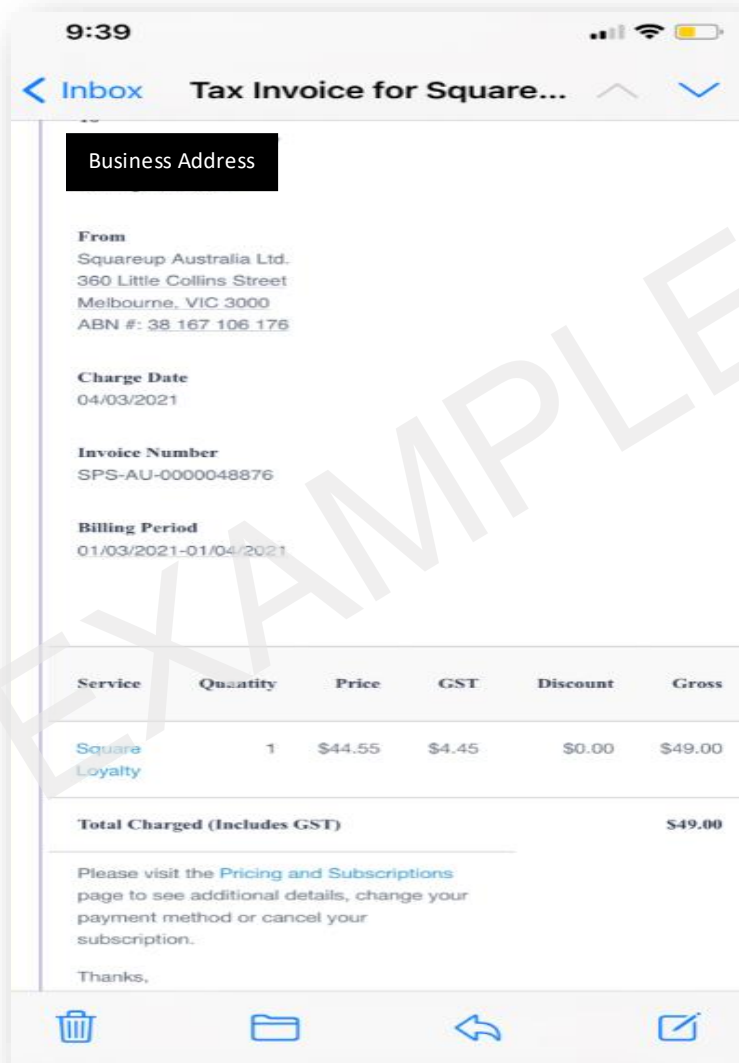 9:39
Inbox Tax Invoice for Square...
To
Business Address
From
Squareup Australia Ltd.
360 Little Collins Street
Melbourne, VIC 3000
ABN #: 38 167 106 176
Charge Date
04/03/2021
Invoice Number
SPS-AU-0000048876
Billing Period
01/03/2021-01/04/2021
Service Quantity Price GST Discount Gross
Square 1 $44.55 $4.45 $0.00 $49.00
Loyalty
Total Charged (Includes GST) $49.00
Please visit the Pricing and Subscriptions
page to see additional details, change your
payment method or cancel your
subscription.
Thanks,
EXAMPLE